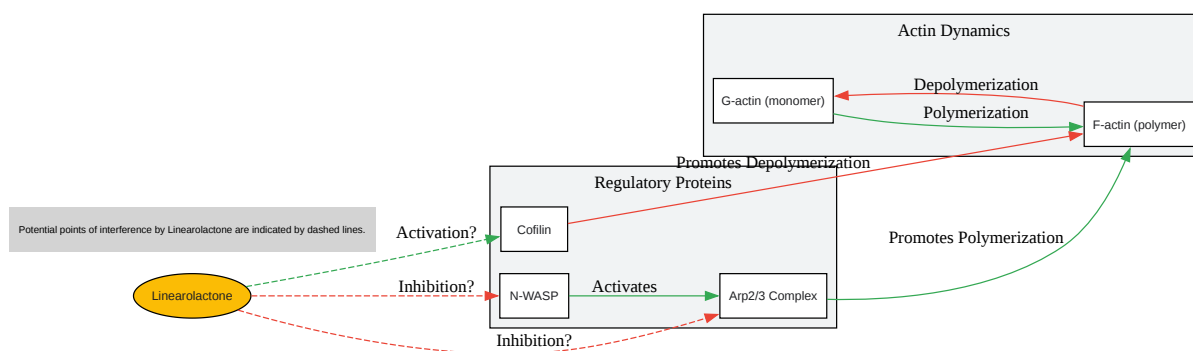 Actin Dynamics
Depolymerization
G-actin (monomer)
Polymerization
F-actin (polymer)
Promotes Depolymerization
Regulatory Proteins
Potential points of interference by Linearolactone are indicated by dashed lines.
Activation?
Cofilin
Promotes Polymerization
Linearolactone
Inhibition?
N-WASP
Activates
Arp2/3 Complex
Inhibition?